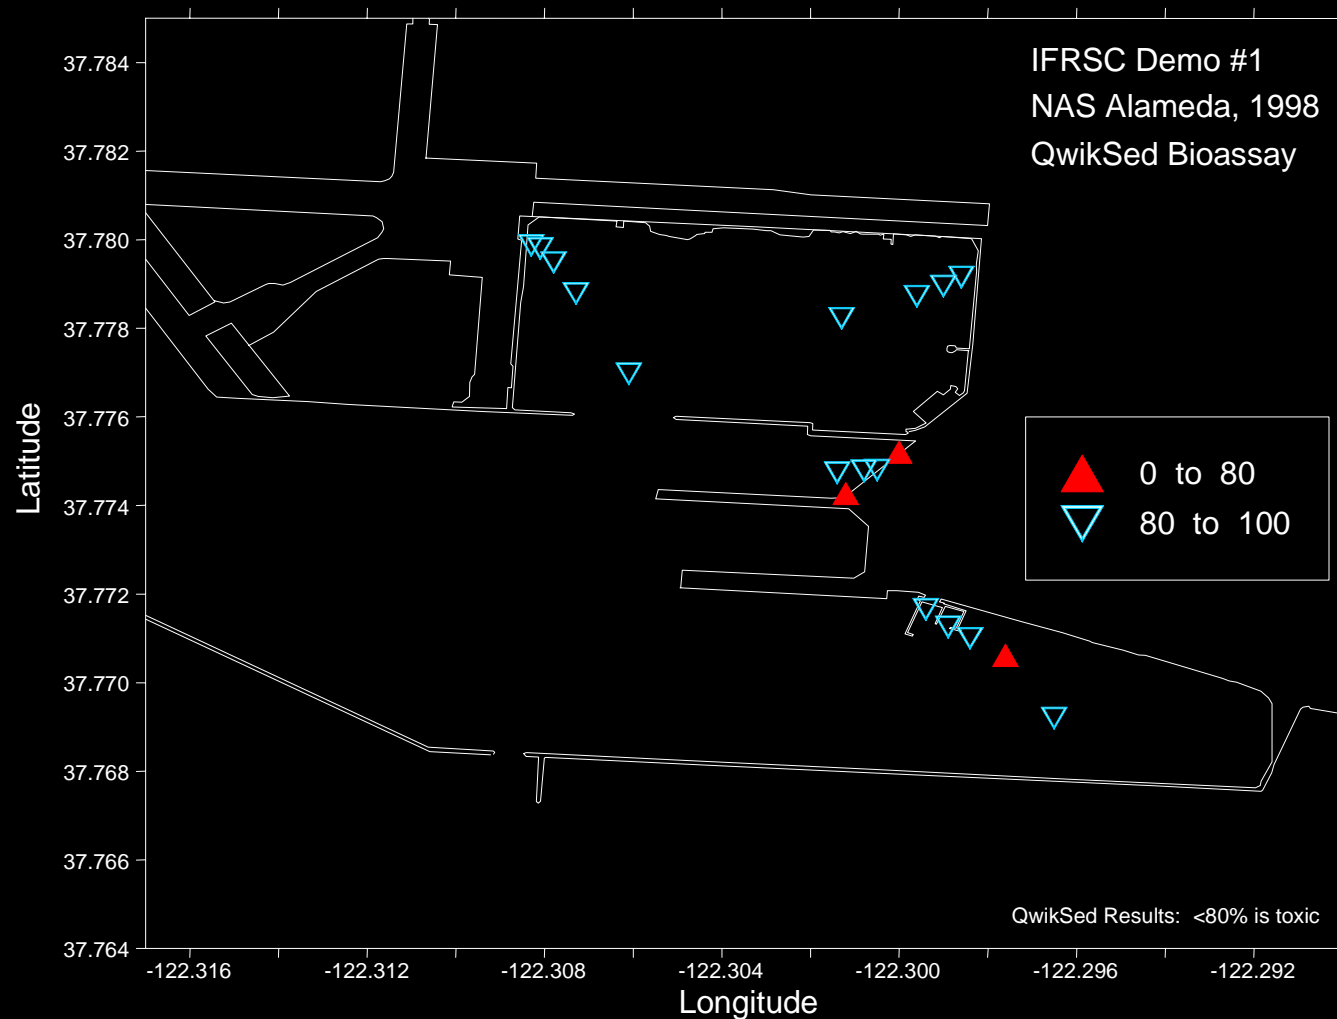 IFRSC Demo #1
NAS Alameda, 1998
QwikSed Bioassay
37.784
37.782
37.780
37.778
37.776
37.774
37.772
37.770
37.768
37.766
37.764
Latitude
0 to 80
80 to 100
QwikSed Results: <80% is toxic
-122.316
-122.312
-122.308
-122.304
-122.300
-122.296
-122.292
Longitude